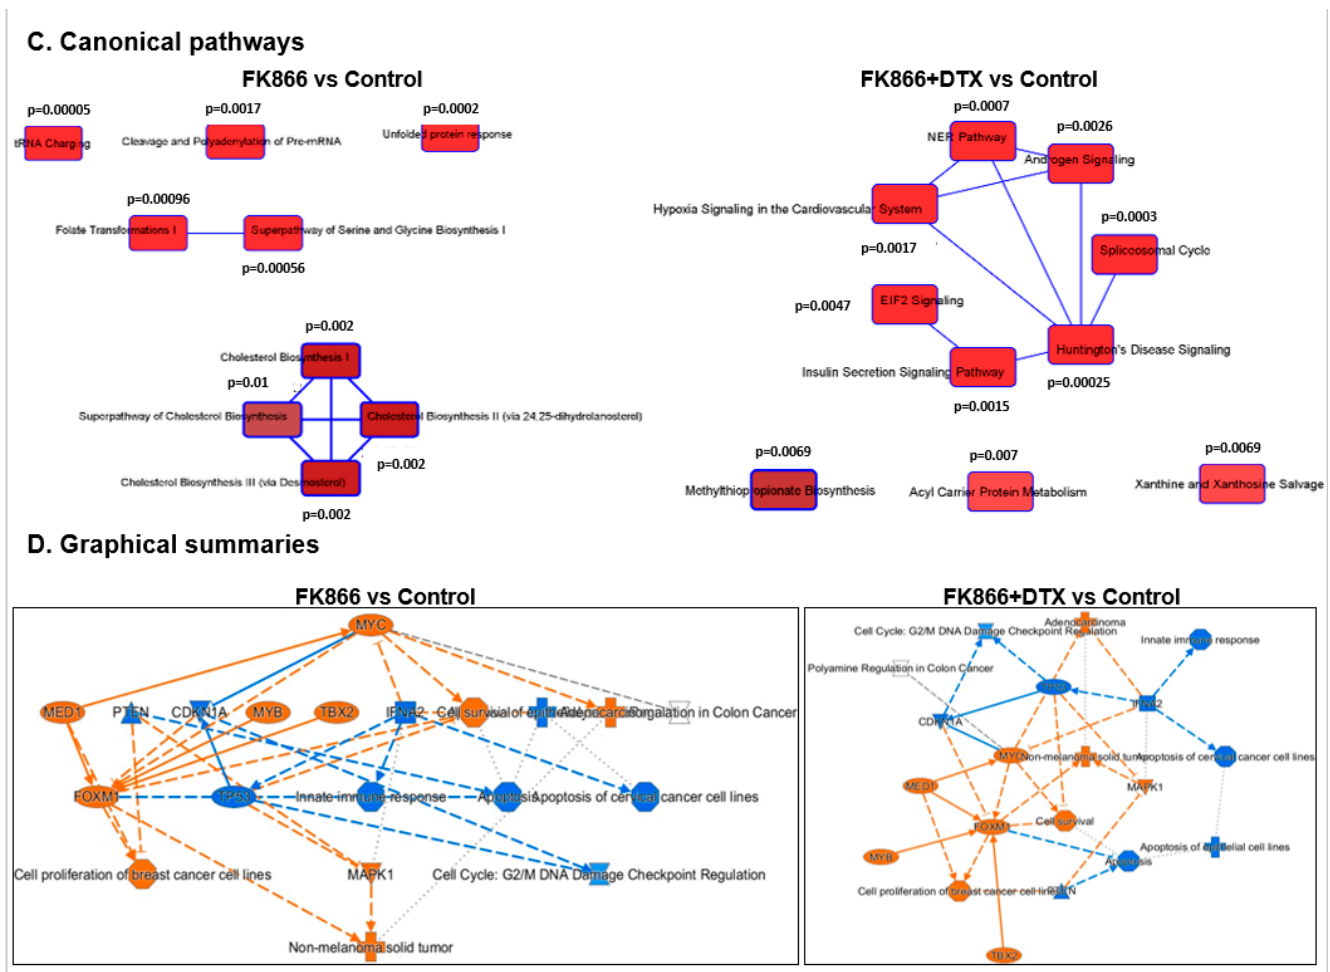 C. Canonical pathways
FK866 vs Control
p=0.00005
tRNA Charging
p=0.0017
Cleavage and Polyadenylation of Pre-mRNA
p=0.0002
Unfolded protein response
p=0.00096
Folate Transformations I
Superpathway of Serine and Glycine Biosynthesis I
p=0.00056
p=0.002
Cholesterol Biosynthesis I
p=0.01
Superpathway of Cholesterol Biosynthesis
Cholesterol Biosynthesis II (via 24,25-dihydrolanosterol)
p=0.002
Cholesterol Biosynthesis III (via Desmosterol)
p=0.002
FK866+DTX vs Control
p=0.0007
NER Pathway
p=0.0026
Androgen Signaling
Hypoxia Signaling in the Cardiovascular System
p=0.0017
p=0.0003
Spliceosomal Cycle
p=0.0047
EIF2 Signaling
Huntington's Disease Signaling
p=0.00025
Insulin Secretion Signaling Pathway
p=0.0015
p=0.0069
Methylthiopropionate Biosynthesis
p=0.007
Acyl Carrier Protein Metabolism
p=0.0069
Xanthine and Xanthosine Salvage
D. Graphical summaries
FK866 vs Control
MYC
MED1
PTEN
CDKN1A
MYB
TBX2
IFNA2
Cell survival
Adenocarcinoma
in Colon Cancer
FOXM1
TP53
Innate immune response
Apoptosis
Apoptosis of cervical cancer cell lines
Cell proliferation of breast cancer cell lines
MAPK1
Cell Cycle: G2/M DNA Damage Checkpoint Regulation
Non-melanoma solid tumor
FK866+DTX vs Control
Adenocarcinoma
Cell Cycle: G2/M DNA Damage Checkpoint Regulation
Innate immune response
Polyamine Regulation in Colon Cancer
TP53
IFNA2
CDKN1A
MYC
Non-melanoma solid tumor
Apoptosis of cervical cancer cell lines
MED1
MAPK1
FOXM1
Cell survival
MYB
Apoptosis
Apoptosis of epithelial cell lines
Cell proliferation of breast cancer cell lines
PTEN
TBX2